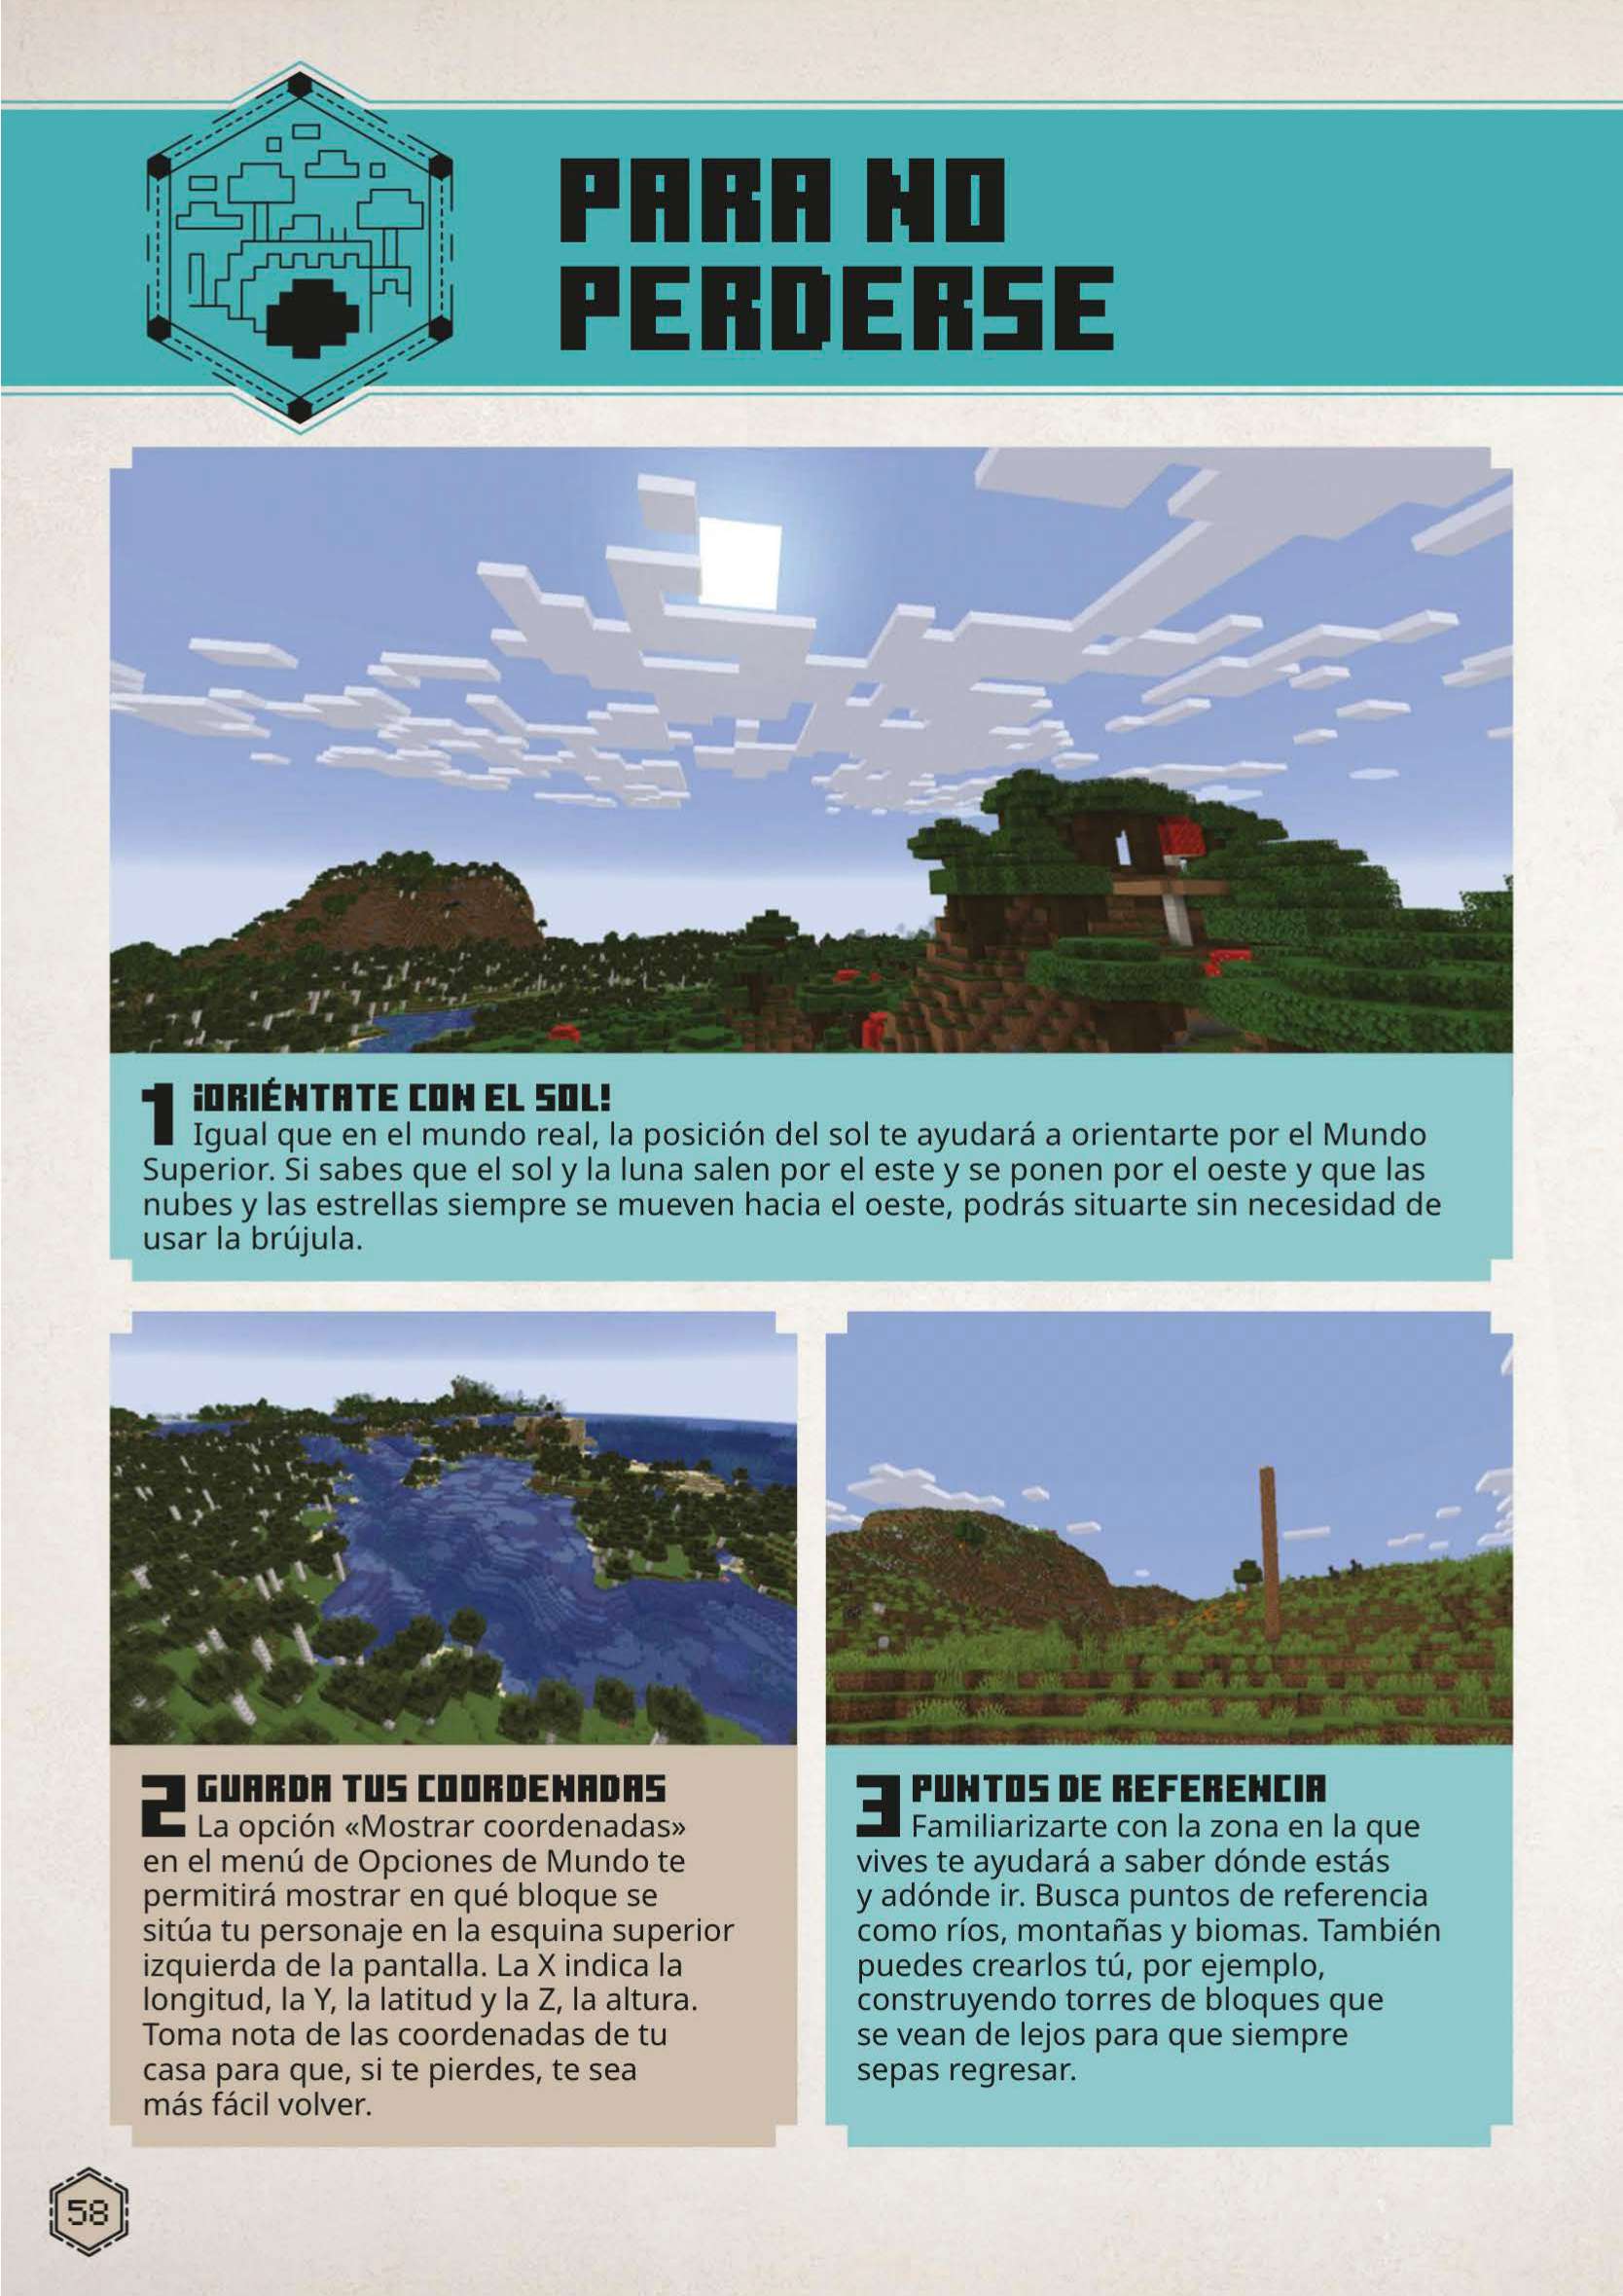 PARA NO
PERDERSE
1 ¡ORIÉNTATE CON EL SOL!
Igual que en el mundo real, la posición del sol te ayudará a orientarte por el Mundo
Superior. Si sabes que el sol y la luna salen por el este y se ponen por el oeste y que las
nubes y las estrellas siempre se mueven hacia el oeste, podrás situarte sin necesidad de
usar la brújula.
2 GUARDA TUS COORDENADAS
La opción «Mostrar coordenadas»
en el menú de Opciones de Mundo te
permitirá mostrar en qué bloque se
sitúa tu personaje en la esquina superior
izquierda de la pantalla. La X indica la
longitud, la Y, la latitud y la Z, la altura.
Toma nota de las coordenadas de tu
casa para que, si te pierdes, te sea
más fácil volver.
3 PUNTOS DE REFERENCIA
Familiarizarte con la zona en la que
vives te ayudará a saber dónde estás
y adónde ir. Busca puntos de referencia
como ríos, montañas y biomas. También
puedes crearlos tú, por ejemplo,
construyendo torres de bloques que
se vean de lejos para que siempre
sepas regresar.
58